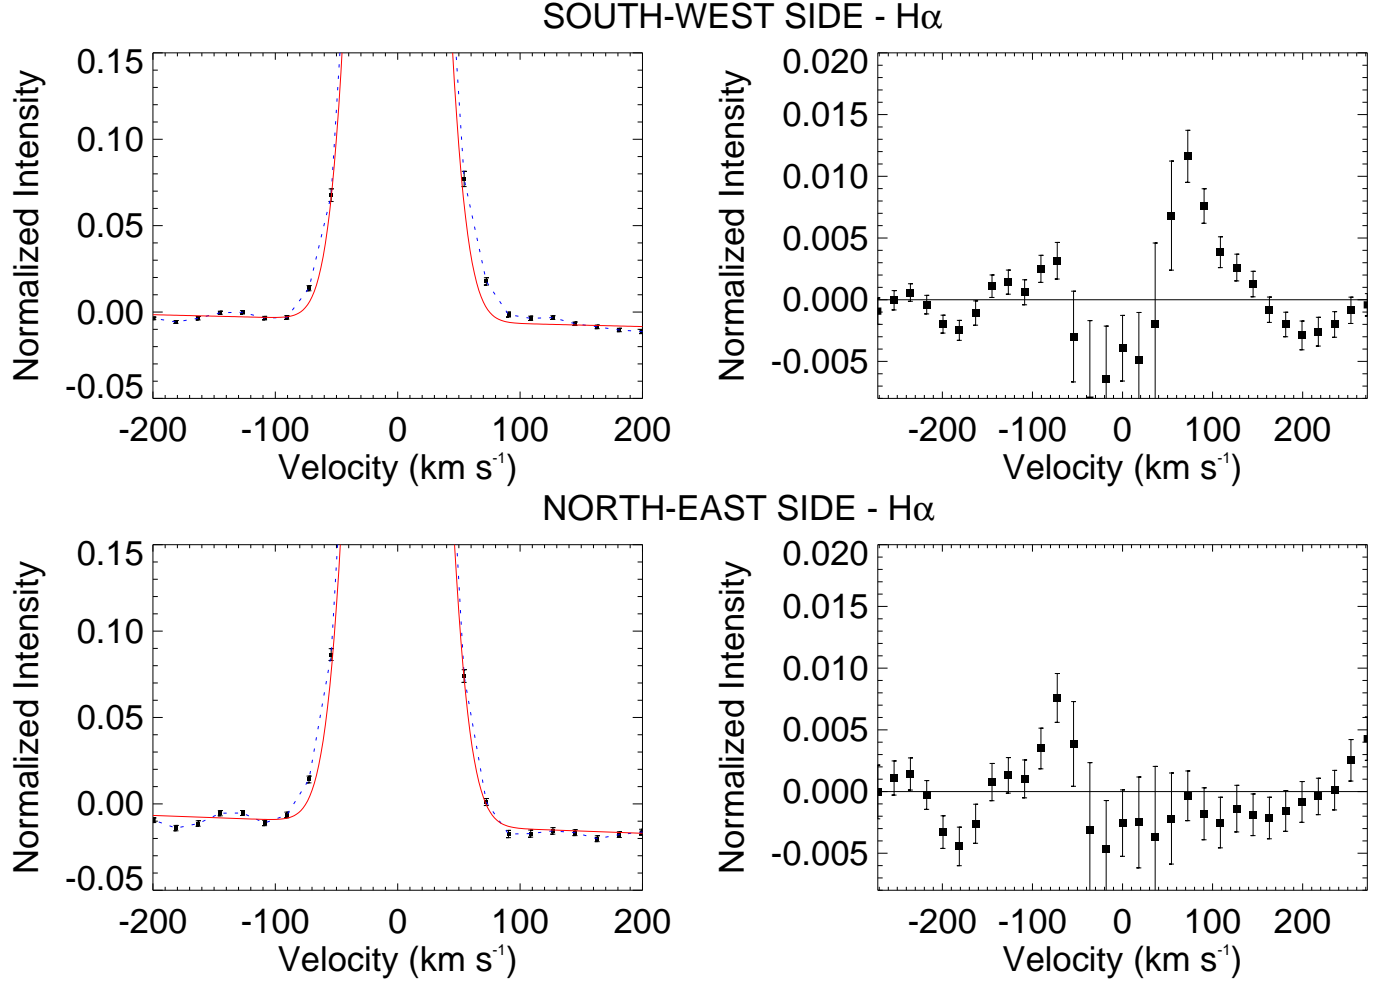 SOUTH-WEST SIDE - Hα
0.15
0.10
0.05
0.00
-0.05
Normalized Intensity
-200 -100 0 100 200
Velocity (km s⁻¹)
0.020
0.015
0.010
0.005
0.000
-0.005
Normalized Intensity
-200 -100 0 100 200
Velocity (km s⁻¹)
NORTH-EAST SIDE - Hα
0.15
0.10
0.05
0.00
-0.05
Normalized Intensity
-200 -100 0 100 200
Velocity (km s⁻¹)
0.020
0.015
0.010
0.005
0.000
-0.005
Normalized Intensity
-200 -100 0 100 200
Velocity (km s⁻¹)